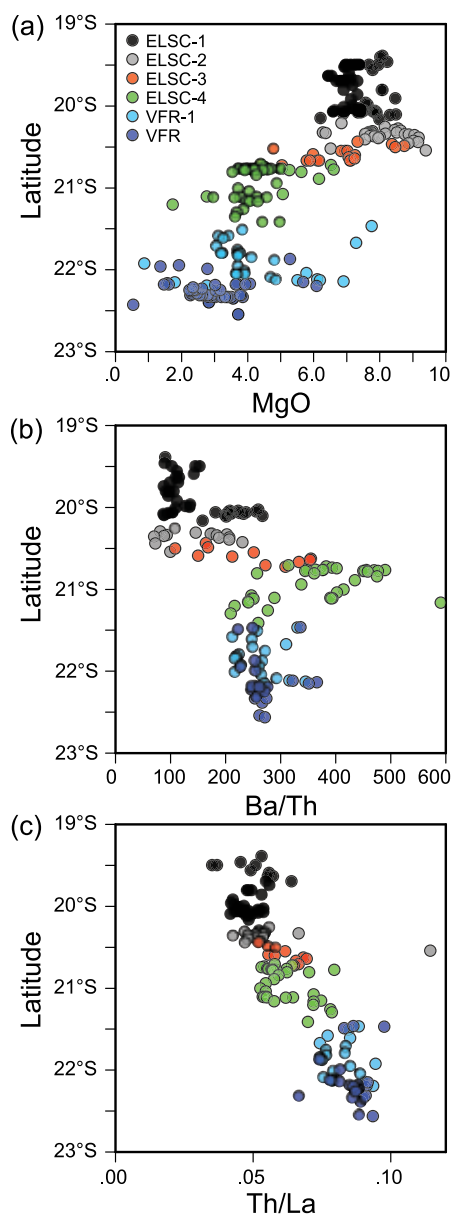 (a)
19°S
20°S
21°S
22°S
23°S
Latitude
ELSC-1
ELSC-2
ELSC-3
ELSC-4
VFR-1
VFR
.0 2.0 4.0 6.0 8.0 10
MgO
(b)
19°S
20°S
21°S
22°S
23°S
Latitude
0 100 200 300 400 500 600
Ba/Th
(c)
19°S
20°S
21°S
22°S
23°S
Latitude
.00 .05 .10
Th/La